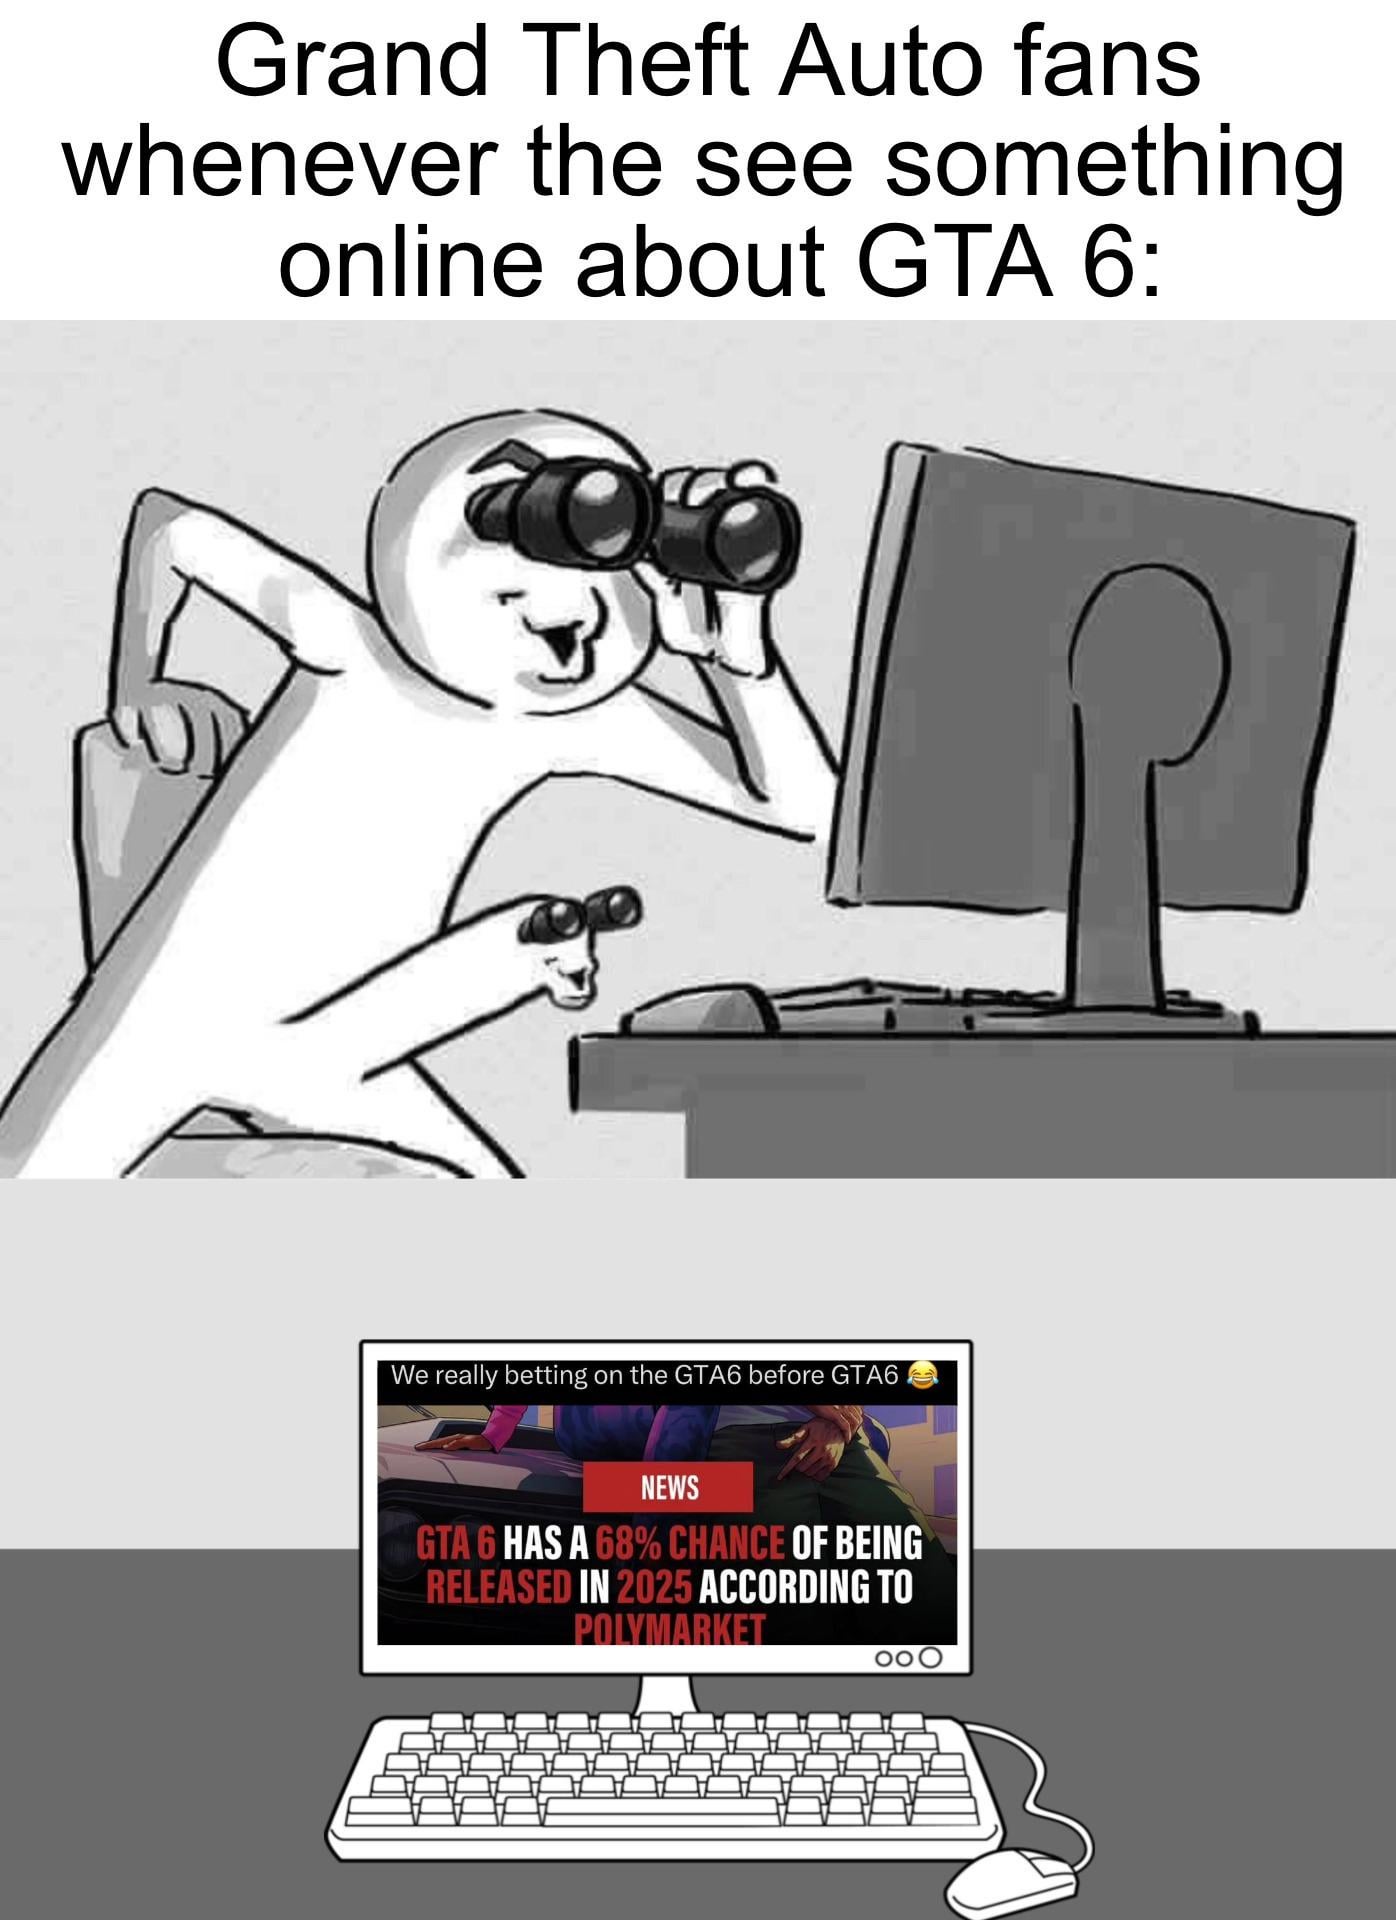 Grand Theft Auto fans
whenever the see something
online about GTA 6:
We really betting on the GTA6 before GTA6 😂
NEWS
GTA 6 HAS A 68% CHANCE OF BEING
RELEASED IN 2025 ACCORDING TO
POLYMARKET